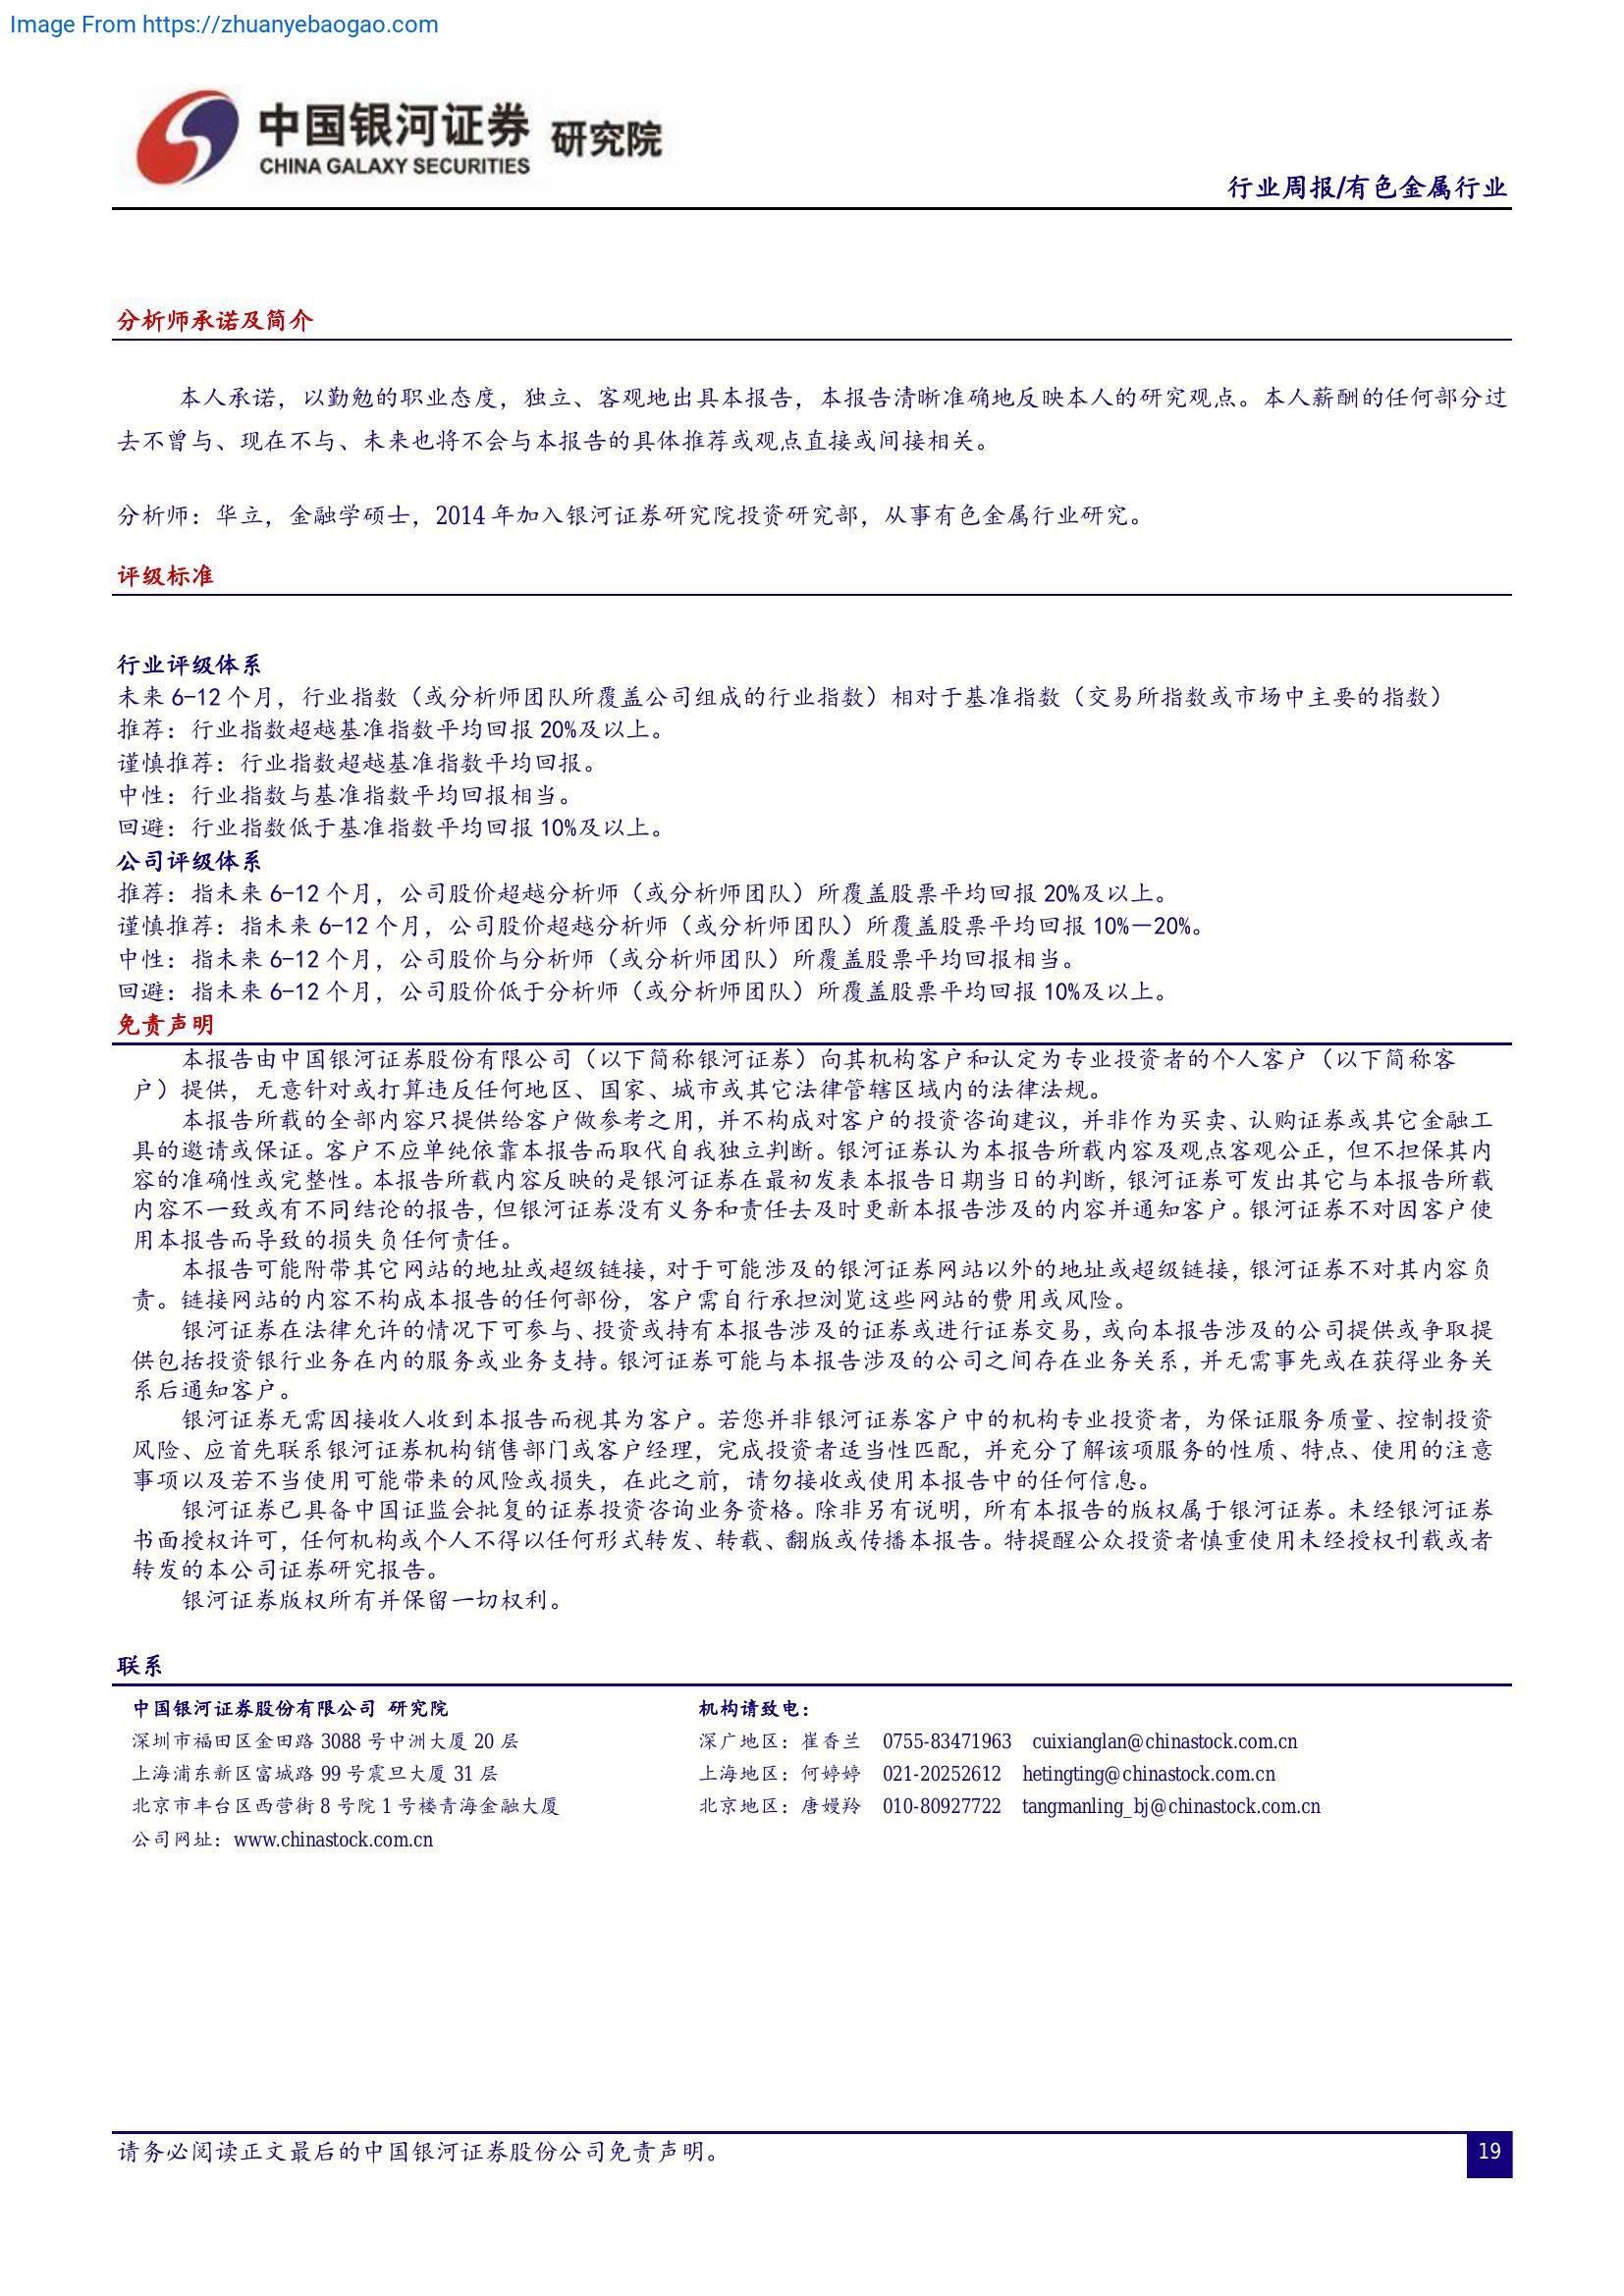 Image From https://zhuanyebaogao.com
中国银河证券 研究院
CHINA GALAXY SECURITIES
行业周报/有色金属行业
分析师承诺及简介
本人承诺，以勤勉的职业态度，独立、客观地出具本报告，本报告清晰准确地反映本人的研究观点。本人薪酬的任何部分过
去不曾与、现在不与、未来也将不会与本报告的具体推荐或观点直接或间接相关。
分析师：华立，金融学硕士，2014 年加入银河证券研究院投资研究部，从事有色金属行业研究。
评级标准
行业评级体系
未来 6-12 个月，行业指数（或分析师团队所覆盖公司组成的行业指数）相对于基准指数（交易所指数或市场中主要的指数）
推荐：行业指数超越基准指数平均回报 20%及以上。
谨慎推荐：行业指数超越基准指数平均回报。
中性：行业指数与基准指数平均回报相当。
回避：行业指数低于基准指数平均回报 10%及以上。
公司评级体系
推荐：指未来 6-12 个月，公司股价超越分析师（或分析师团队）所覆盖股票平均回报 20%及以上。
谨慎推荐：指未来 6-12 个月，公司股价超越分析师（或分析师团队）所覆盖股票平均回报 10%－20%。
中性：指未来 6-12 个月，公司股价与分析师（或分析师团队）所覆盖股票平均回报相当。
回避：指未来 6-12 个月，公司股价低于分析师（或分析师团队）所覆盖股票平均回报 10%及以上。
免责声明
本报告由中国银河证券股份有限公司（以下简称银河证券）向其机构客户和认定为专业投资者的个人客户（以下简称客
户）提供，无意针对或打算违反任何地区、国家、城市或其它法律管辖区域内的法律法规。
本报告所载的全部内容只提供给客户做参考之用，并不构成对客户的投资咨询建议，并非作为买卖、认购证券或其它金融工
具的邀请或保证。客户不应单纯依靠本报告而取代自我独立判断。银河证券认为本报告所载内容及观点客观公正，但不担保其内
容的准确性或完整性。本报告所载内容反映的是银河证券在最初发表本报告日期当日的判断，银河证券可发出其它与本报告所载
内容不一致或有不同结论的报告，但银河证券没有义务和责任去及时更新本报告涉及的内容并通知客户。银河证券不对因客户使
用本报告而导致的损失负任何责任。
本报告可能附带其它网站的地址或超级链接，对于可能涉及的银河证券网站以外的地址或超级链接，银河证券不对其内容负
责。链接网站的内容不构成本报告的任何部份，客户需自行承担浏览这些网站的费用或风险。
银河证券在法律允许的情况下可参与、投资或持有本报告涉及的证券或进行证券交易，或向本报告涉及的公司提供或争取提
供包括投资银行业务在内的服务或业务支持。银河证券可能与本报告涉及的公司之间存在业务关系，并无需事先或在获得业务关
系后通知客户。
银河证券无需因接收人收到本报告而视其为客户。若您并非银河证券客户中的机构专业投资者，为保证服务质量、控制投资
风险、应首先联系银河证券机构销售部门或客户经理，完成投资者适当性匹配，并充分了解该项服务的性质、特点、使用的注意
事项以及若不当使用可能带来的风险或损失，在此之前，请勿接收或使用本报告中的任何信息。
银河证券已具备中国证监会批复的证券投资咨询业务资格。除非另有说明，所有本报告的版权属于银河证券。未经银河证券
书面授权许可，任何机构或个人不得以任何形式转发、转载、翻版或传播本报告。特提醒公众投资者慎重使用未经授权刊载或者
转发的本公司证券研究报告。
银河证券版权所有并保留一切权利。
联系
中国银河证券股份有限公司 研究院 机构请致电：
深圳市福田区金田路 3088 号中洲大厦 20 层 深广地区：崔香兰 0755-83471963 cuixianglan@chinastock.com.cn
上海浦东新区富城路 99 号震旦大厦 31 层 上海地区：何婷婷 021-20252612 hetingting@chinastock.com.cn
北京市丰台区西营街 8 号院 1 号楼青海金融大厦 北京地区：唐嫚羚 010-80927722 tangmanling_bj@chinastock.com.cn
公司网址：www.chinastock.com.cn
请务必阅读正文最后的中国银河证券股份公司免责声明。
19